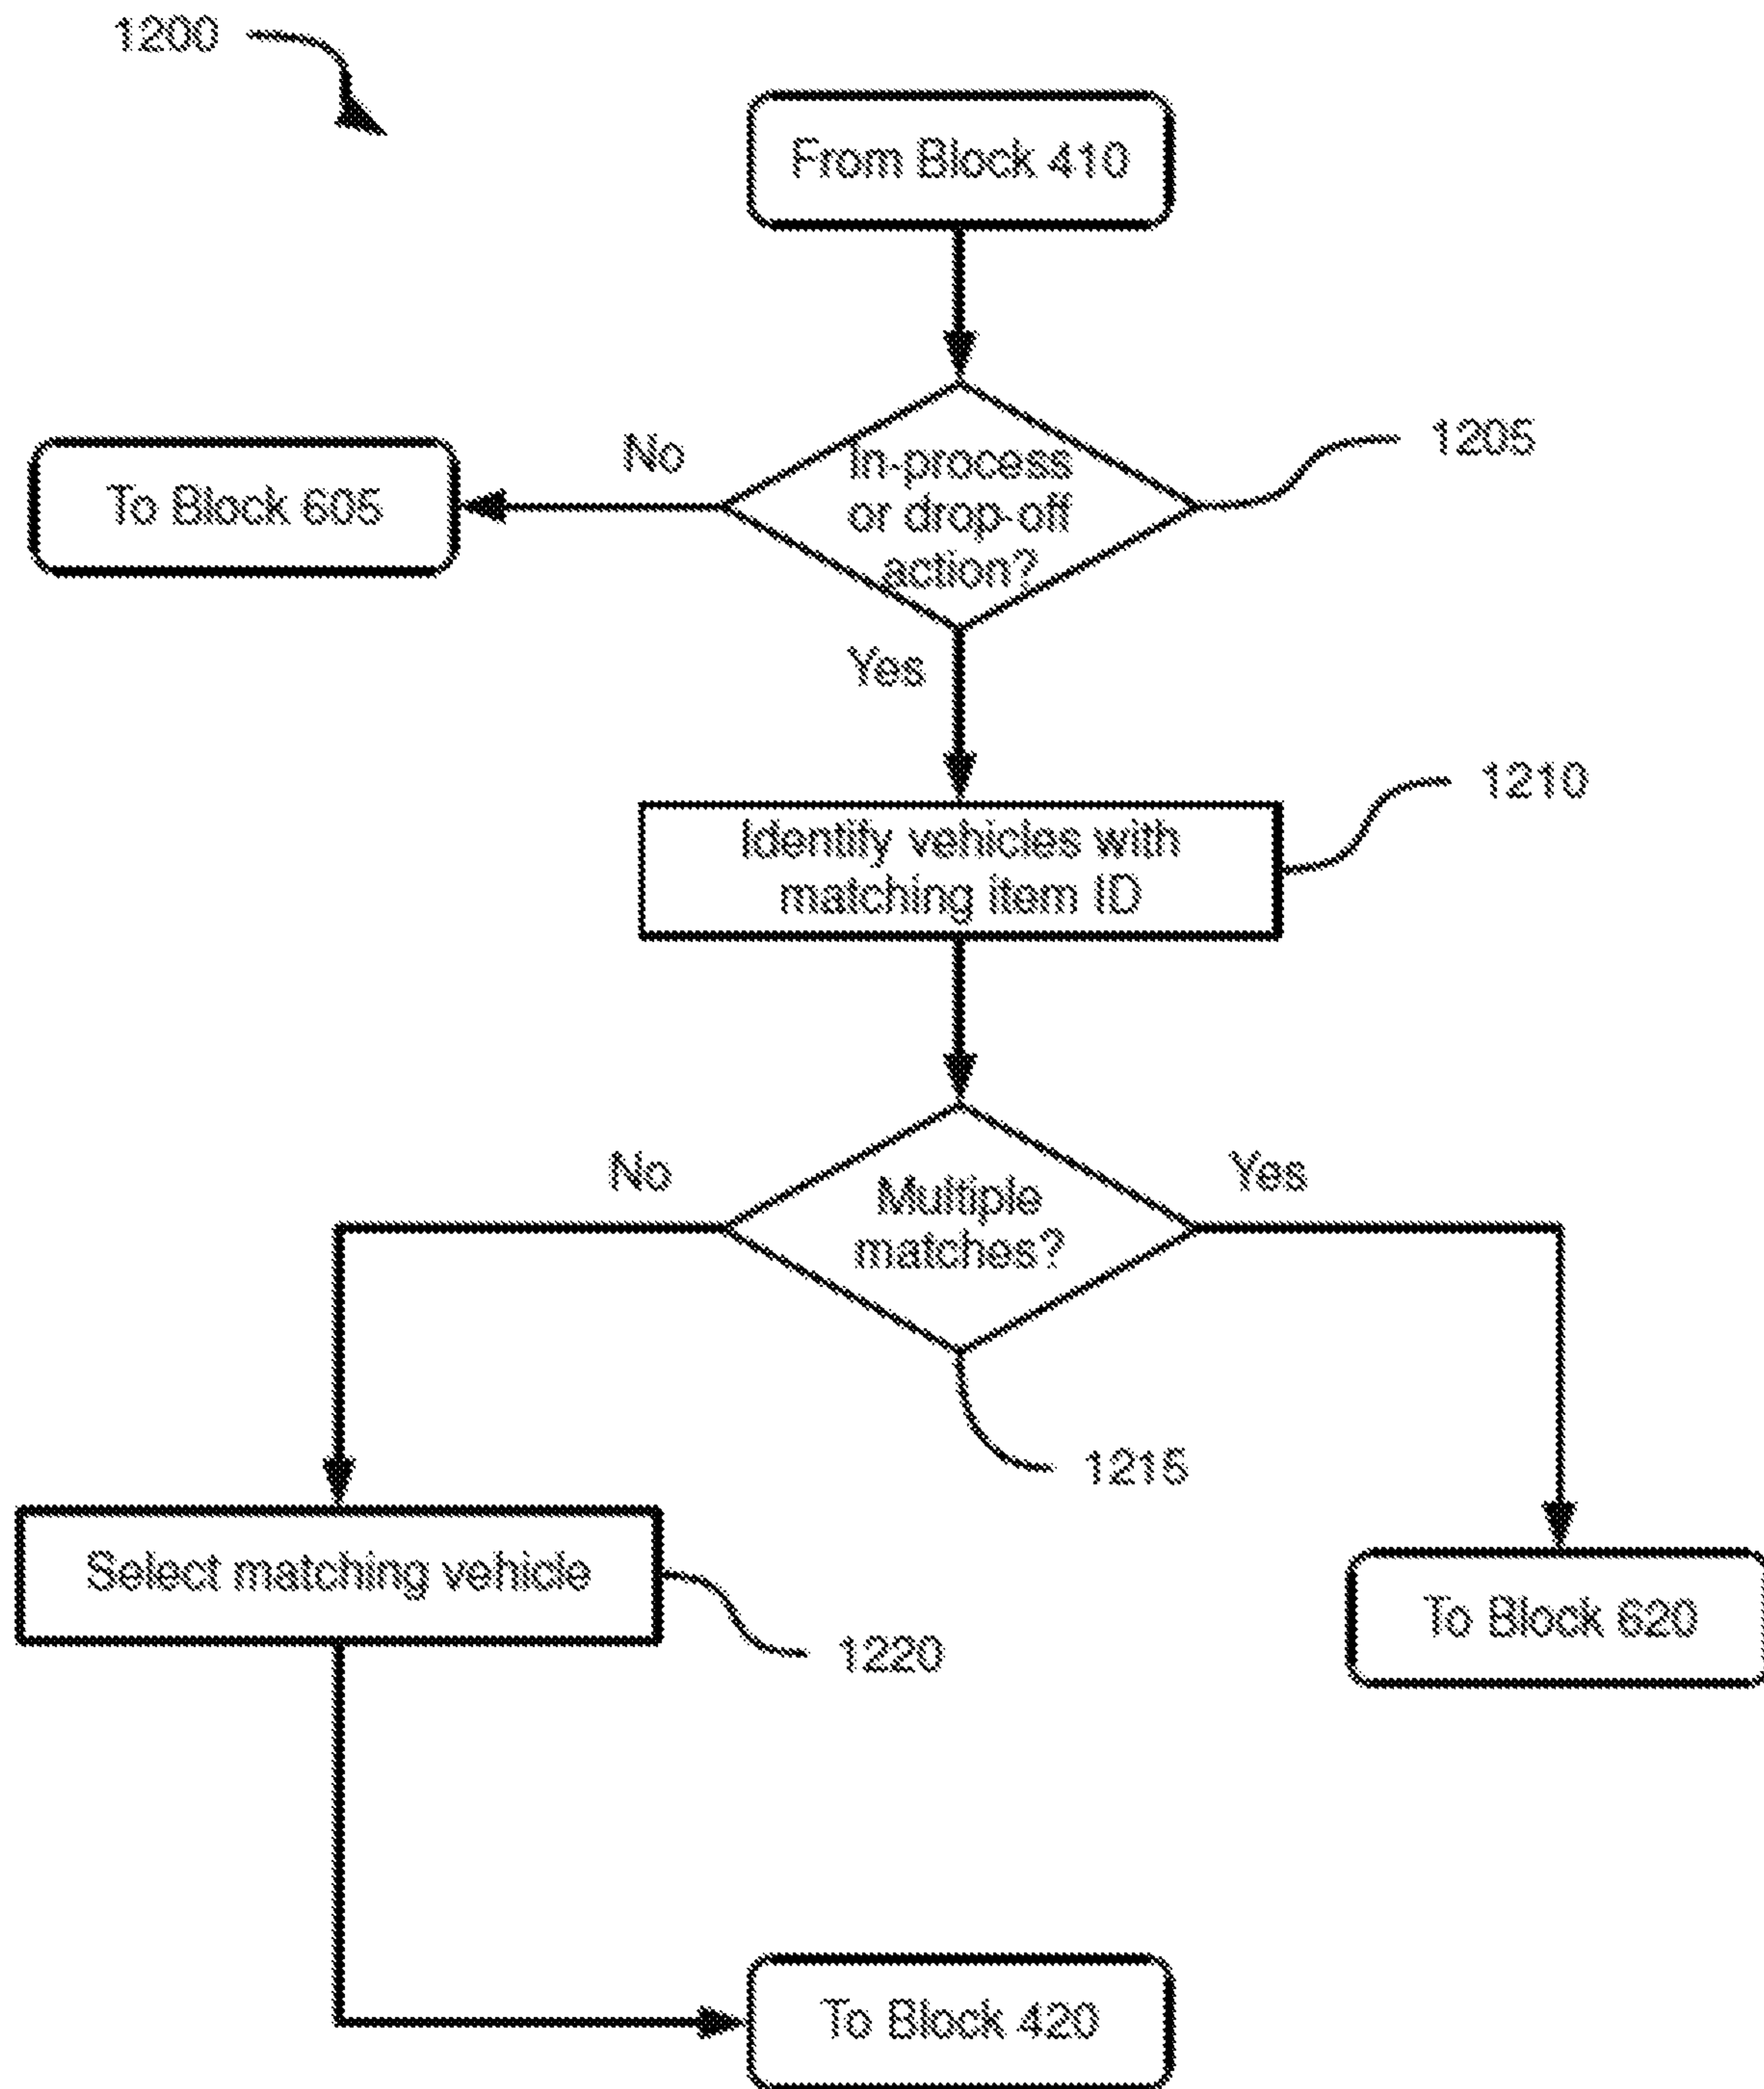 1200
From Block 410
No
In-process
or drop-off
action?
1205
To Block 605
Yes
Identify vehicles with
matching item ID
1210
No
Multiple
matches?
Yes
1215
Select matching vehicle
1220
To Block 620
To Block 420